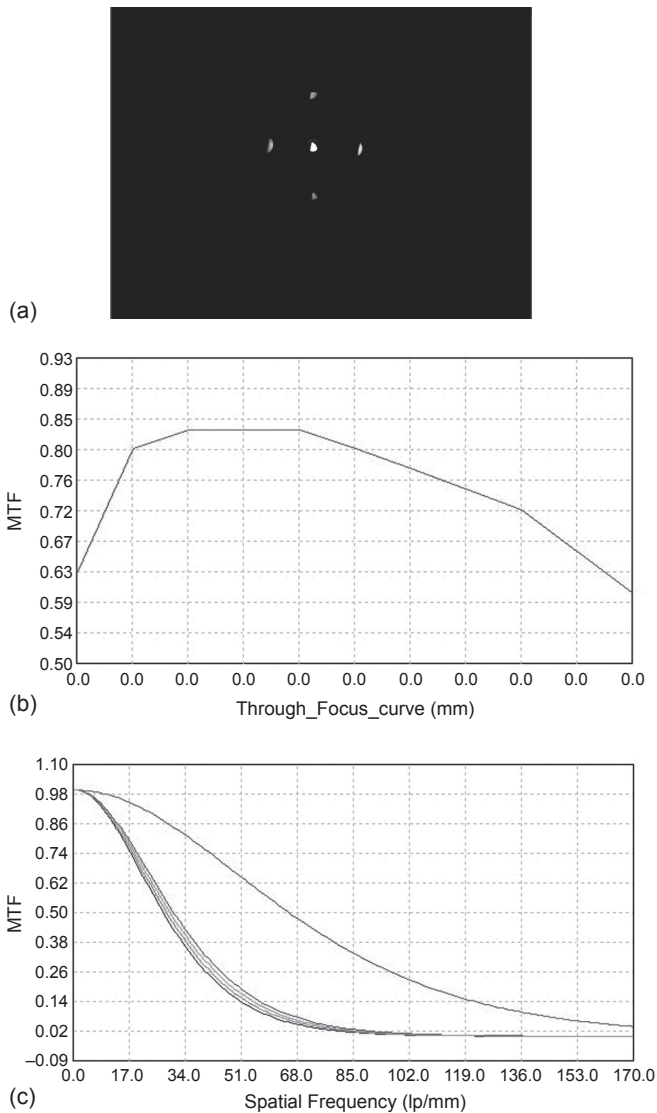 (a)
0.93
0.89
0.85
0.80
0.76
0.72
0.67
0.63
0.59
0.54
0.50
MTF
0.0 0.0 0.0 0.0 0.0 0.0 0.0 0.0 0.0 0.0 0.0
Through_Focus_curve (mm)
(b)
1.10
0.98
0.86
0.74
0.62
0.50
0.38
0.26
0.14
0.02
–0.09
MTF
0.0 17.0 34.0 51.0 68.0 85.0 102.0 119.0 136.0 153.0 170.0
Spatial Frequency (lp/mm)
(c)